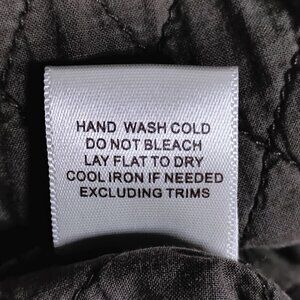 HAND WASH COLD
DO NOT BLEACH
LAY FLAT TO DRY
COOL IRON IF NEEDED
EXCLUDING TRIMS